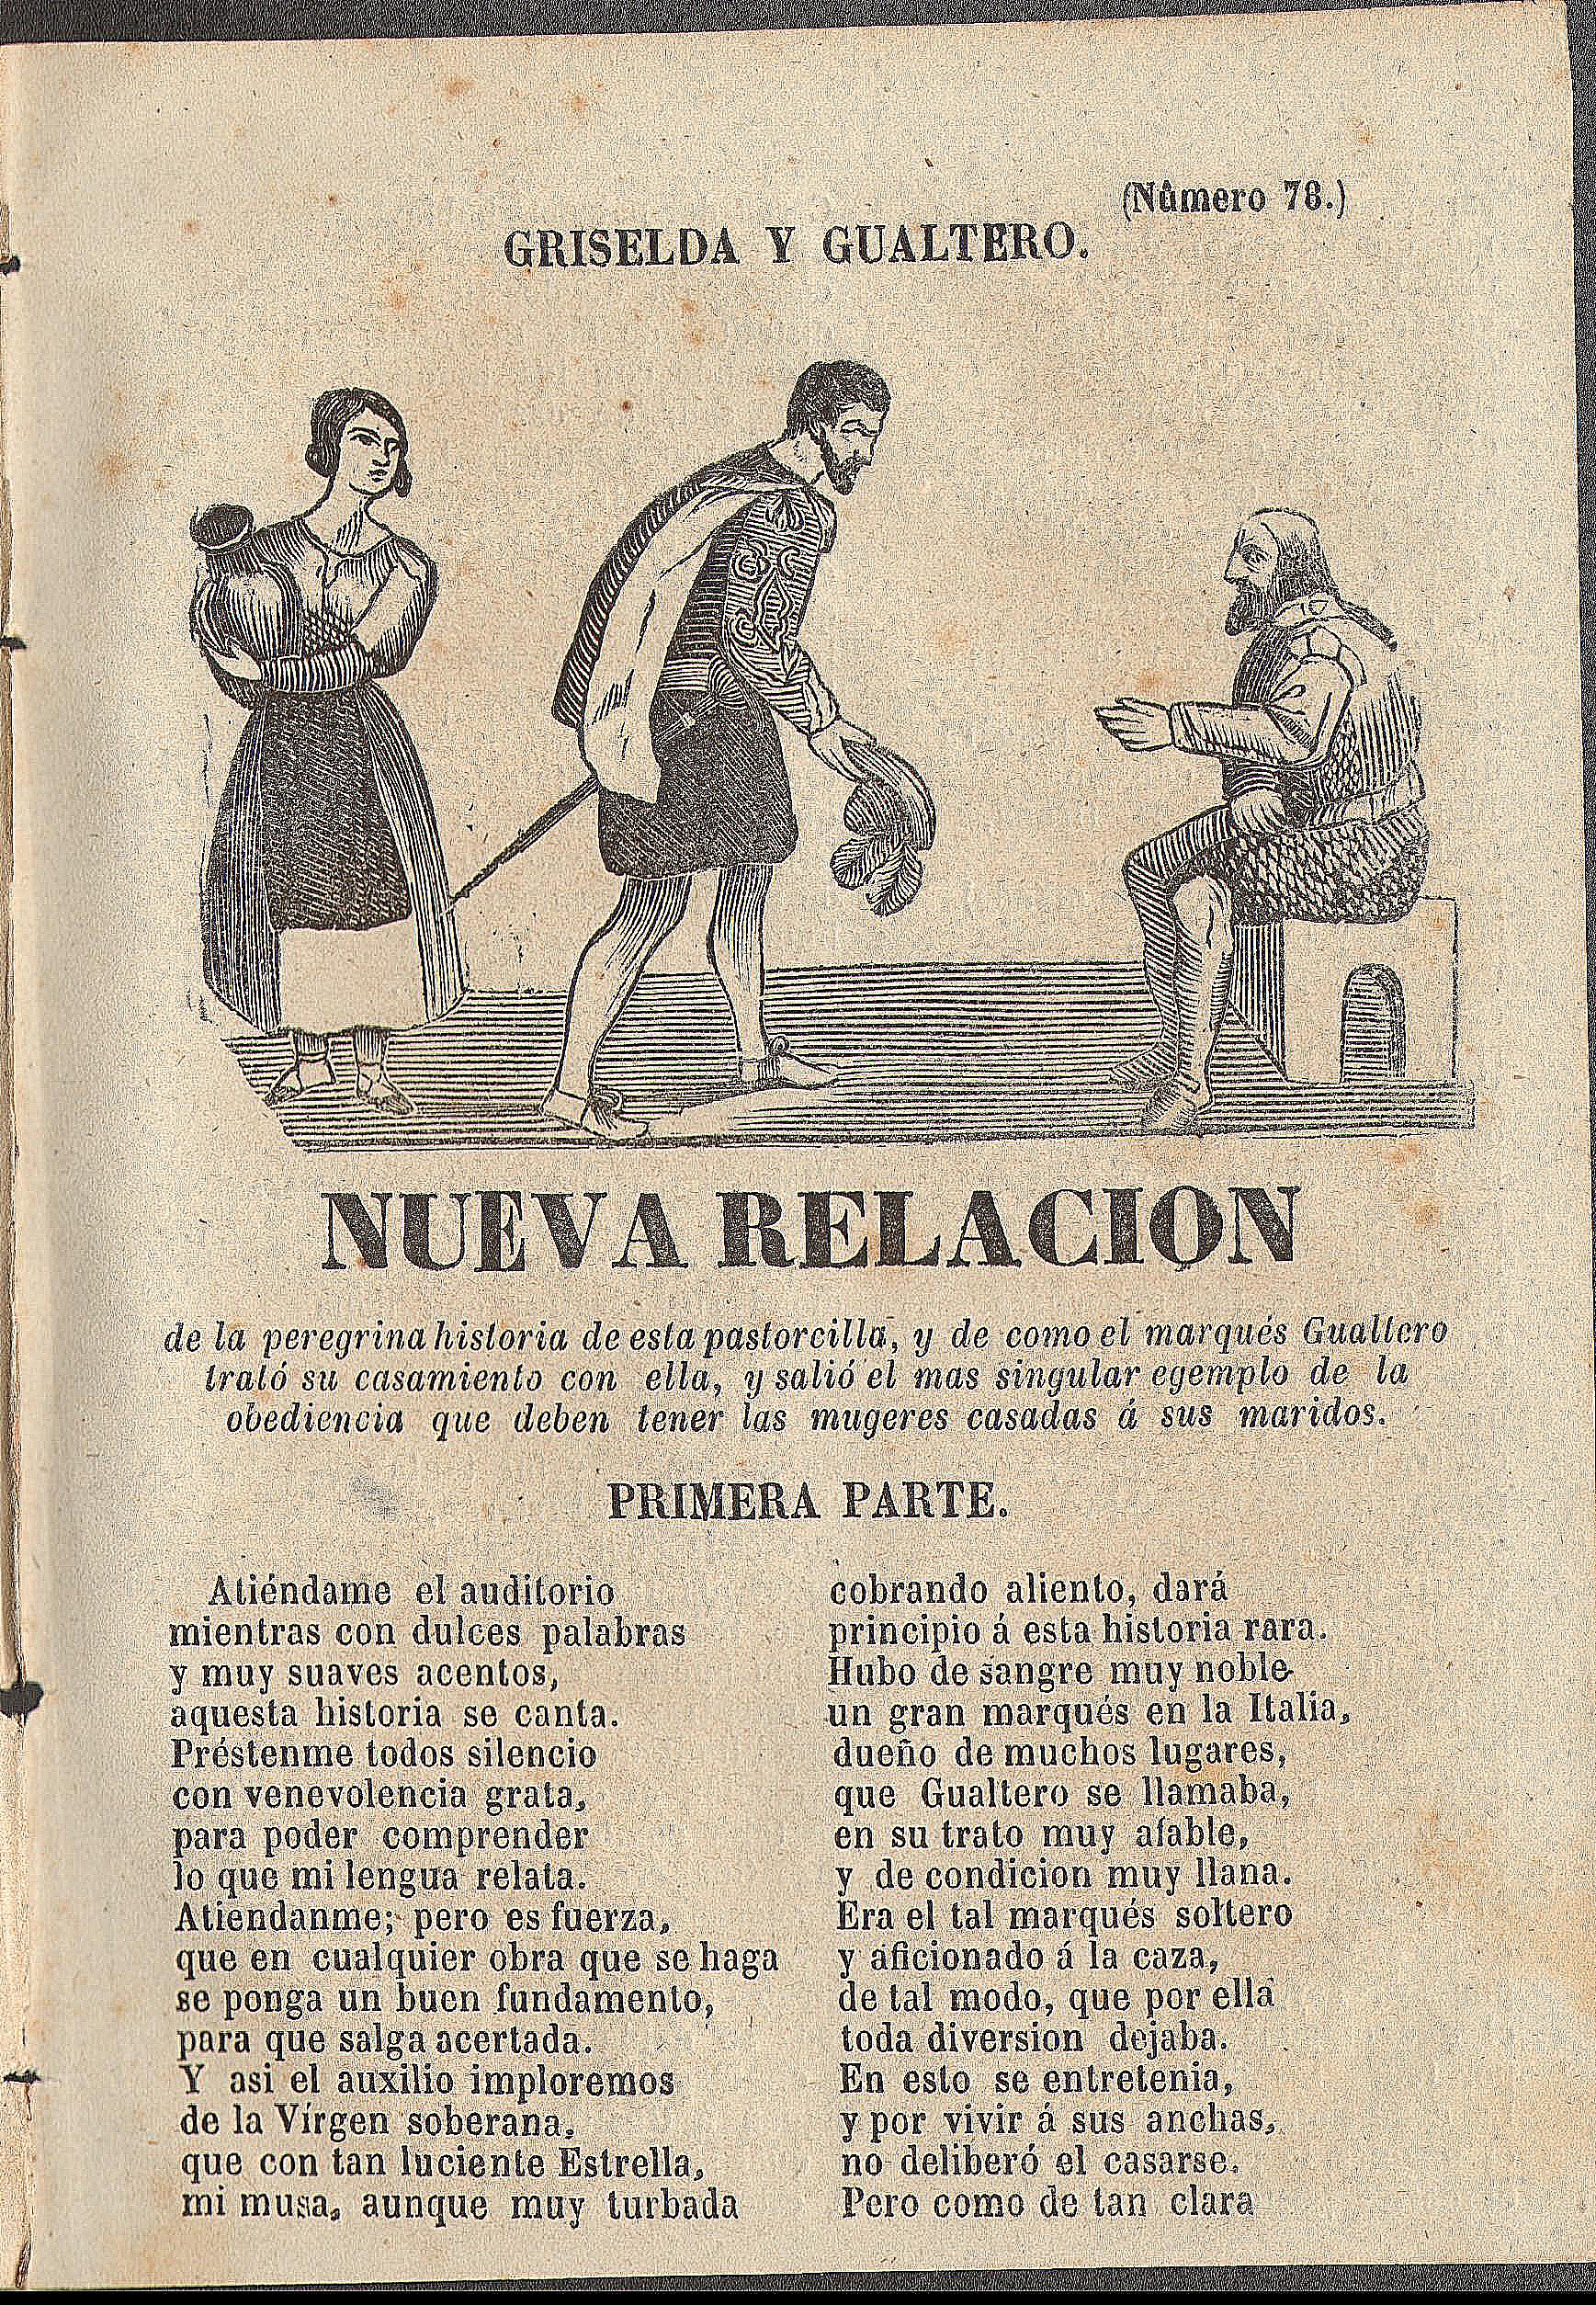 (Número 78.)
GRISELDA Y GUALTERO.
NUEVA RELACION
de la peregrina historia de esta pastorcilla, y de como el marqués Gualtero
trató su casamiento con ella, y salió el mas singular egemplo de la
obediencia que deben tener las mugeres casadas á sus maridos.
PRIMERA PARTE.
Atiéndame el auditorio
mientras con dulces palabras
y muy suaves acentos,
aquesta historia se canta.
Préstenme todos silencio
con venevolencia grata,
para poder comprender
lo que mi lengua relata.
Atiendanme; pero es fuerza,
que en cualquier obra que se haga
se ponga un buen fundamento,
para que salga acertada.
Y asi el auxilio imploremos
de la Vírgen soberana,
que con tan luciente Estrella,
mi musa, aunque muy turbada
cobrando aliento, dará
principio á esta historia rara.
Hubo de sangre muy noble
un gran marqués en la Italia,
dueño de muchos lugares,
que Gualtero se llamaba,
en su trato muy afable,
y de condicion muy llana.
Era el tal marqués soltero
y aficionado á la caza,
de tal modo, que por ella
toda diversion dejaba.
En esto se entretenia,
y por vivir á sus anchas,
no deliberó el casarse.
Pero como de tan clara